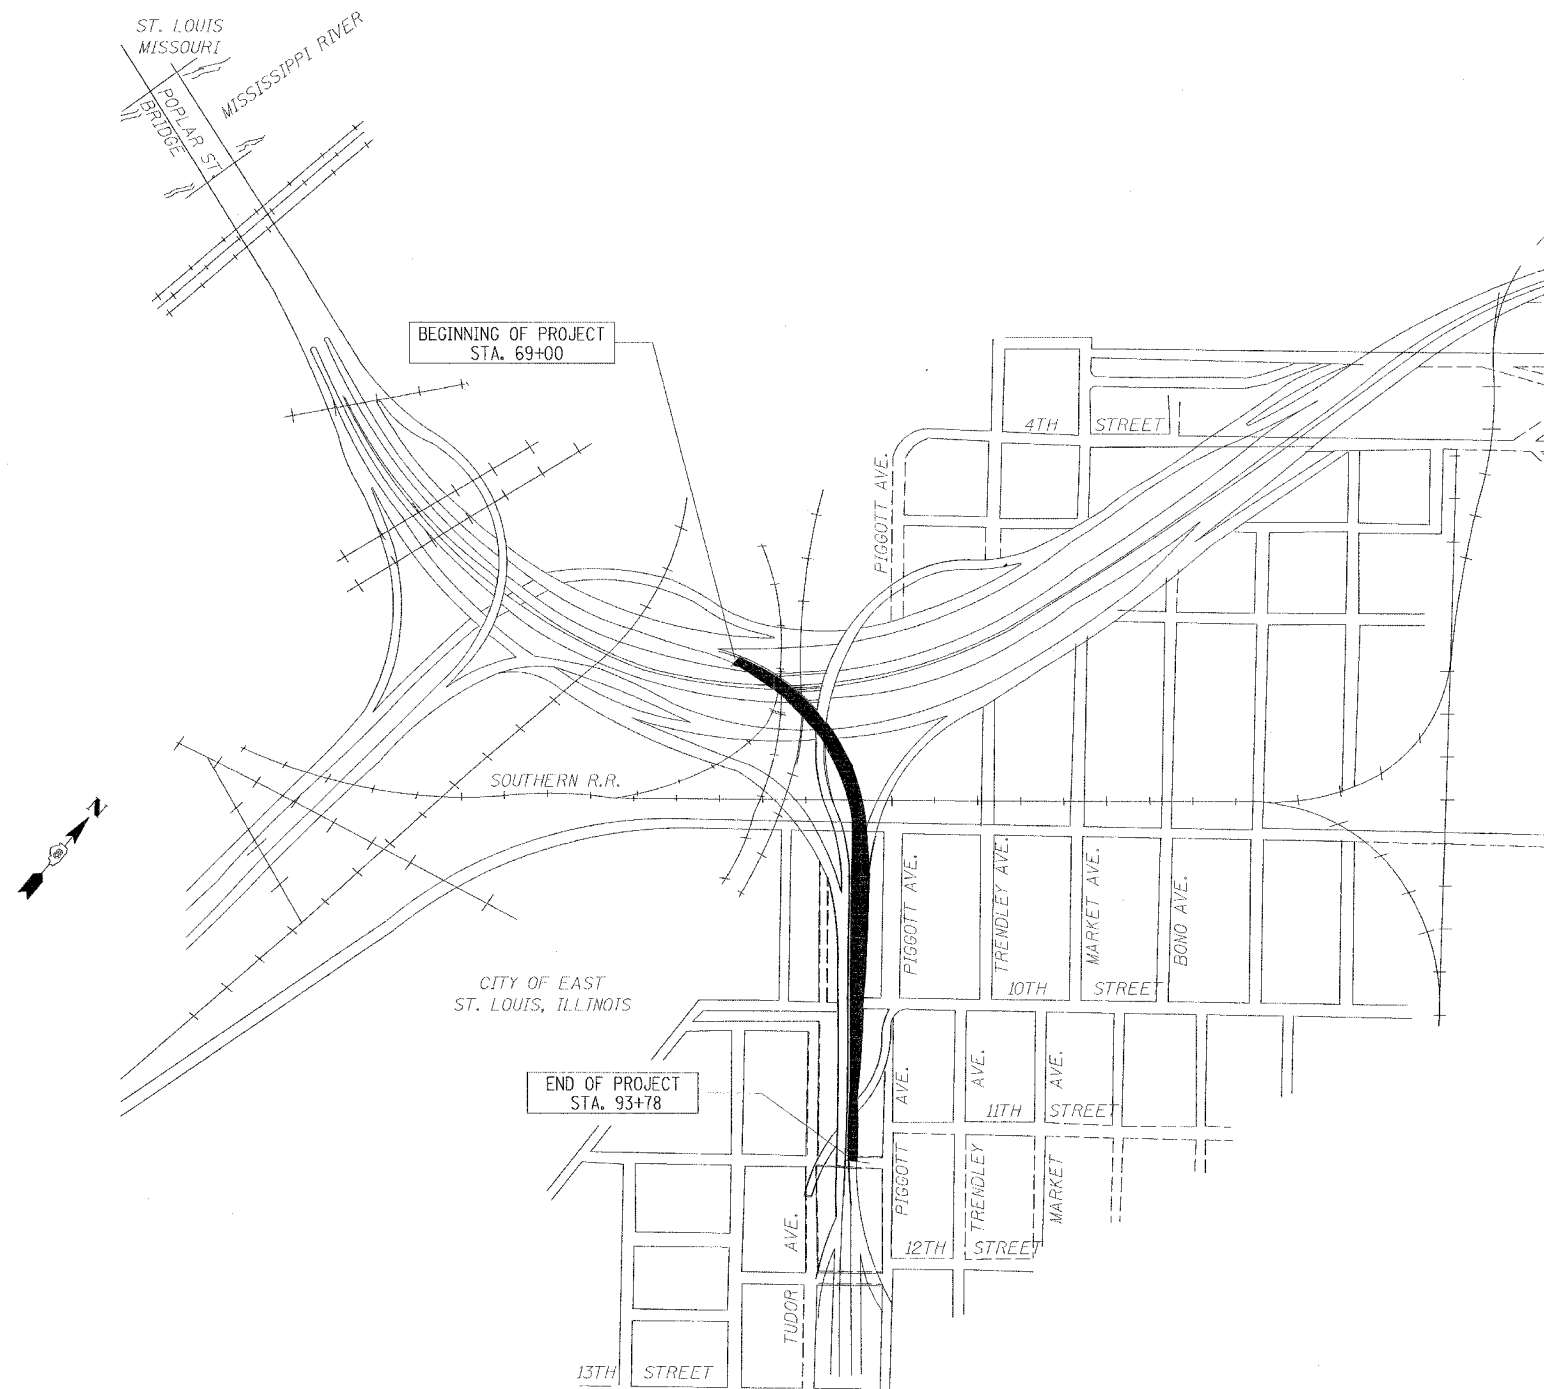 ST. LOUIS
MISSOURI
MISSISSIPPI RIVER
POPLAR ST.
BRIDGE
BEGINNING OF PROJECT
STA. 69+00
4TH STREET
PIGGOTT AVE.
SOUTHERN R.R.
N
PIGGOTT AVE.
TRENDLEY AVE.
MARKET AVE.
BOND AVE.
CITY OF EAST
ST. LOUIS, ILLINOIS
10TH STREET
END OF PROJECT
STA. 93+78
PIGGOTT AVE.
TRENDLEY AVE.
MARKET AVE.
11TH STREET
12TH STREET
TUDOR AVE.
13TH STREET